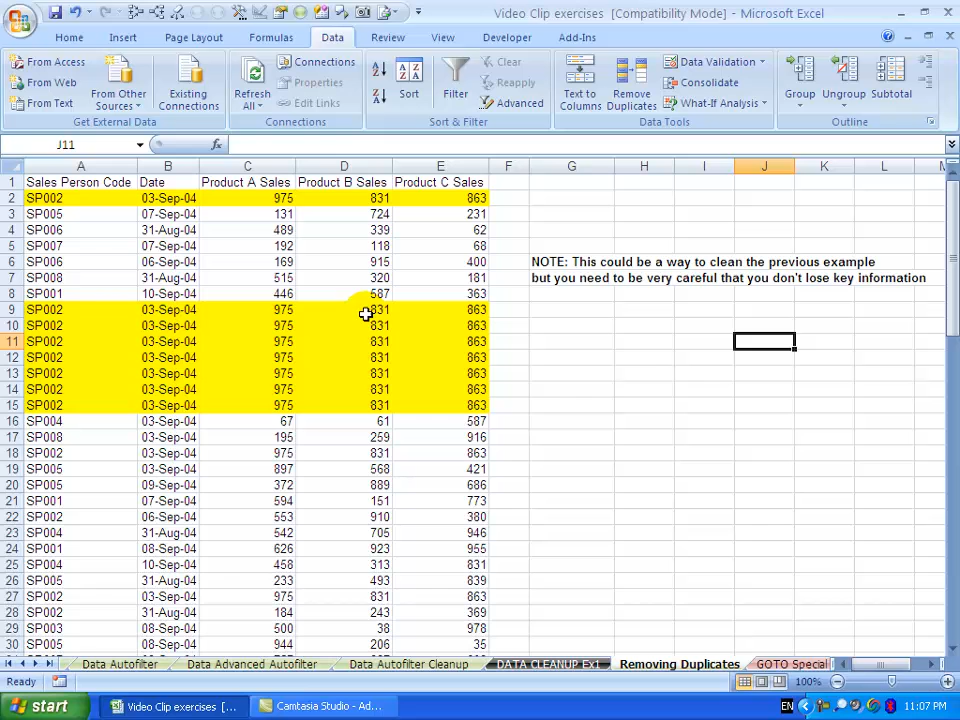 Video Clip exercises [Compatibility Mode] - Microsoft Excel
Home Insert Page Layout Formulas Data Review View Developer Add-Ins
From Access
From Web
From Text
From Other Sources
Existing Connections
Get External Data
Refresh All
Connections
Properties
Edit Links
Connections
Sort
Filter
Clear
Reapply
Advanced
Sort & Filter
Text to Columns
Remove Duplicates
Data Validation
Consolidate
What-If Analysis
Data Tools
Group
Ungroup
Subtotal
Outline
J11 fx
A B C D E F G H I J K L M
1 Sales Person Code Date Product A Sales Product B Sales Product C Sales
2 SP002 03-Sep-04 975 831 863
3 SP005 07-Sep-04 131 724 231
4 SP006 31-Aug-04 489 339 62
5 SP007 07-Sep-04 192 118 68
6 SP006 06-Sep-04 169 915 400 NOTE: This could be a way to clean the previous example
7 SP008 31-Aug-04 515 320 181 but you need to be very careful that you don't lose key information
8 SP001 10-Sep-04 446 587 363
9 SP002 03-Sep-04 975 831 863
10 SP002 03-Sep-04 975 831 863
11 SP002 03-Sep-04 975 831 863
12 SP002 03-Sep-04 975 831 863
13 SP002 03-Sep-04 975 831 863
14 SP002 03-Sep-04 975 831 863
15 SP002 03-Sep-04 975 831 863
16 SP004 03-Sep-04 67 61 587
17 SP008 03-Sep-04 195 259 916
18 SP002 03-Sep-04 975 831 863
19 SP005 03-Sep-04 897 568 421
20 SP005 09-Sep-04 372 889 686
21 SP001 07-Sep-04 594 151 773
22 SP002 06-Sep-04 553 910 380
23 SP004 31-Aug-04 542 705 946
24 SP001 08-Sep-04 626 923 955
25 SP004 10-Sep-04 458 313 831
26 SP005 31-Aug-04 233 493 839
27 SP002 03-Sep-04 975 831 863
28 SP002 31-Aug-04 184 243 369
29 SP003 08-Sep-04 500 38 978
30 SP005 08-Sep-04 944 206 35
Data Autofilter Data Advanced Autofilter Data Autofilter Cleanup DATA CLEANUP Ex1 Removing Duplicates GOTO Special
Ready 100%
start Video Clip exercises [... Camtasia Studio - Ad... EN 11:07 PM